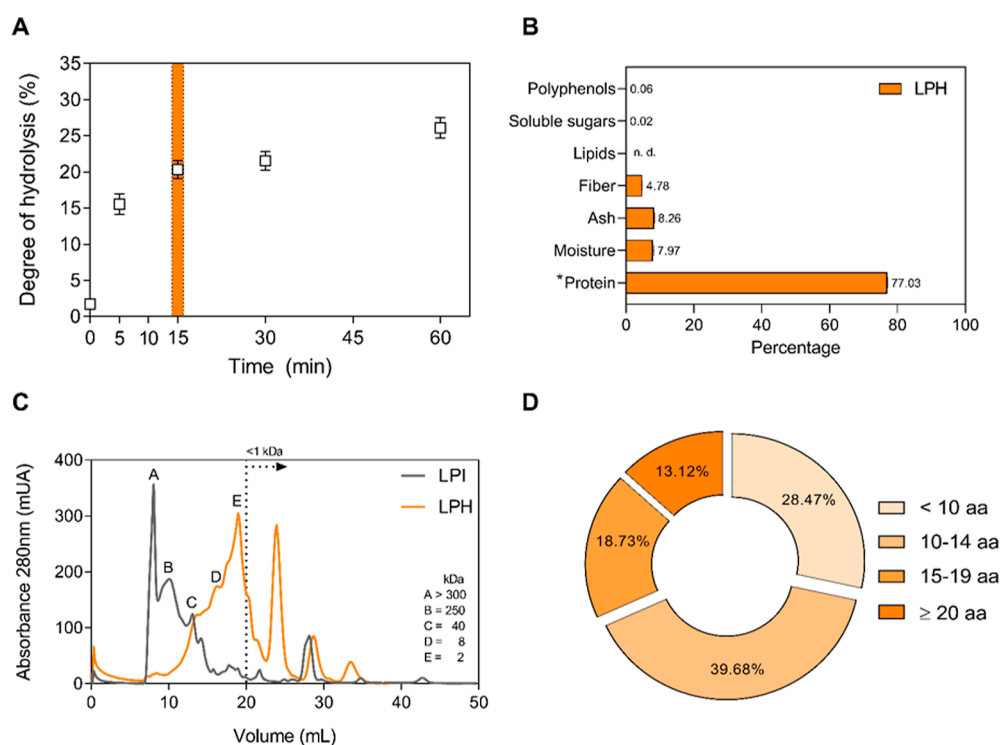 A
Degree of hydrolysis (%)
35
30
25
20
15
10
5
0
0 5 10 15 30 45 60
Time (min)
B
Polyphenols 0.06
Soluble sugars 0.02
Lipids n. d.
Fiber 4.78
Ash 8.26
Moisture 7.97
*Protein 77.03
LPH
0 20 40 60 80 100
Percentage
C
Absorbance 280nm (mUA)
400
300
200
100
0
<1 kDa
A
B
C
D
E
LPI
LPH
kDa
A > 300
B = 250
C = 40
D = 8
E = 2
0 10 20 30 40 50
Volume (mL)
D
13.12%
28.47%
18.73%
39.68%
< 10 aa
10-14 aa
15-19 aa
≥ 20 aa